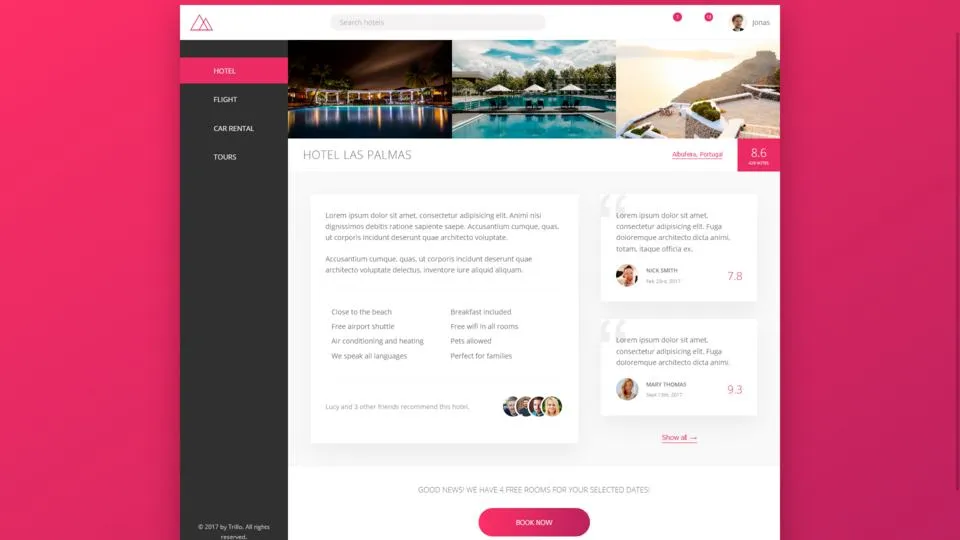 Search hotels
7
13
Jonas
HOTEL
FLIGHT
CAR RENTAL
TOURS
© 2017 by Trillo. All rights
reserved.
HOTEL LAS PALMAS
Albufeira, Portugal
8.6
429 VOTES
Lorem ipsum dolor sit amet, consectetur adipisicing elit. Animi nisi
dignissimos debitis ratione sapiente saepe. Accusantium cumque, quas,
ut corporis incidunt deserunt quae architecto voluptate.
Accusantium cumque, quas, ut corporis incidunt deserunt quae
architecto voluptate delectus, inventore iure aliquid aliquam.
Close to the beach
Breakfast included
Free airport shuttle
Free wifi in all rooms
Air conditioning and heating
Pets allowed
We speak all languages
Perfect for families
Lucy and 3 other friends recommend this hotel.
Lorem ipsum dolor sit amet,
consectetur adipisicing elit. Fuga
doloremque architecto dicta animi,
totam, itaque officia ex.
NICK SMITH
Feb 23rd, 2017
7.8
Lorem ipsum dolor sit amet,
consectetur adipisicing elit. Fuga
doloremque architecto dicta animi.
MARY THOMAS
Sept 13th, 2017
9.3
Show all →
GOOD NEWS! WE HAVE 4 FREE ROOMS FOR YOUR SELECTED DATES!
BOOK NOW